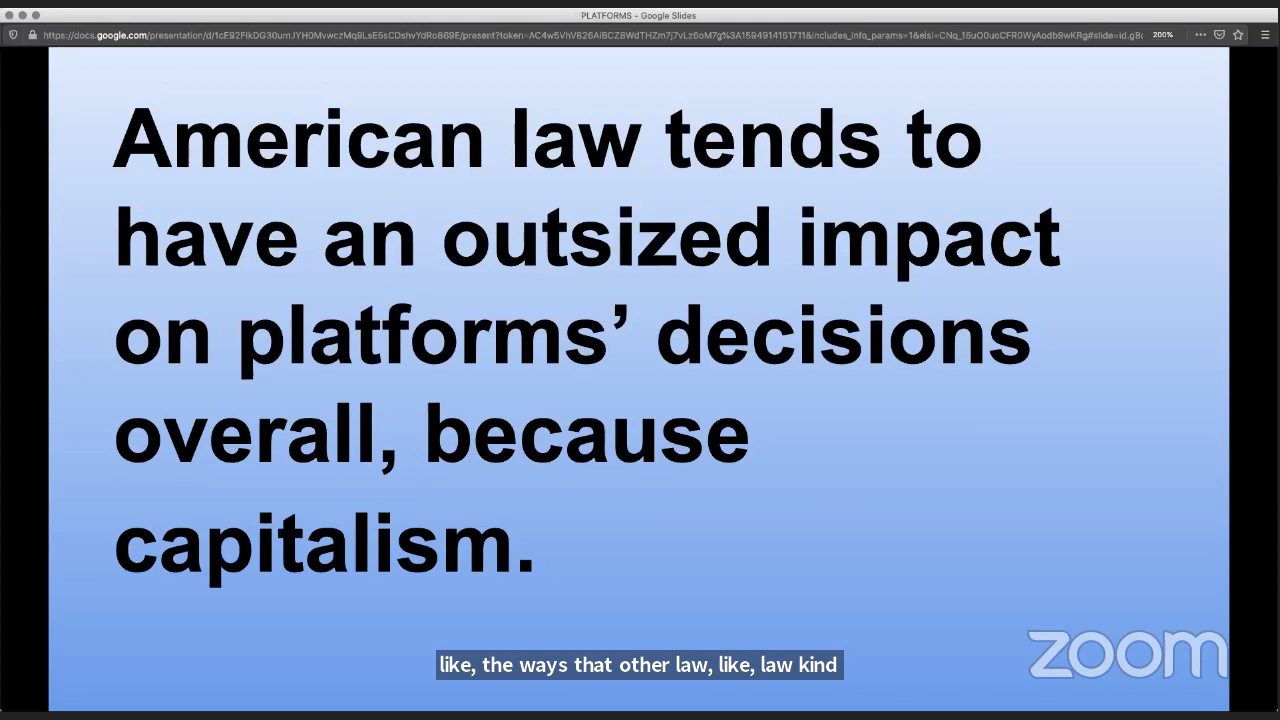 PLATFORMS - Google Slides
200%
American law tends to
have an outsized impact
on platforms’ decisions
overall, because
capitalism.
like, the ways that other law, like, law kind
zoom